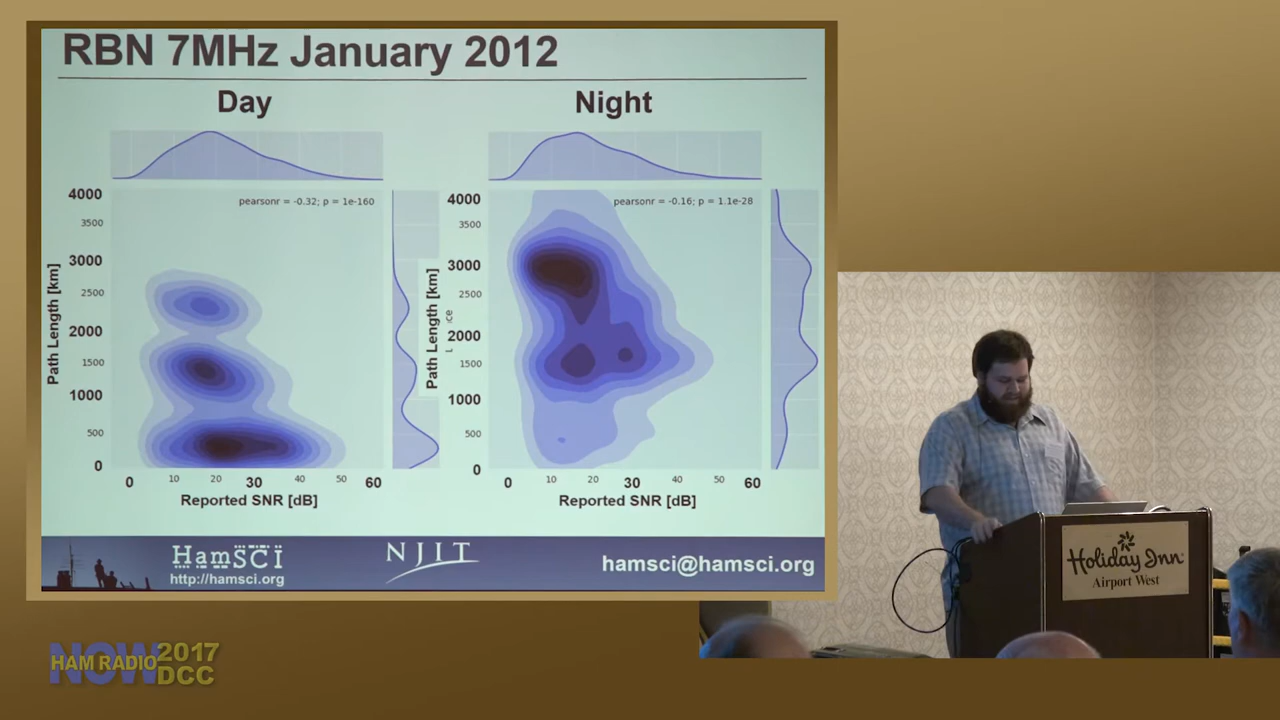 RBN 7MHz January 2012
Day
Night
pearsonr = -0.32; p = 1e-160
4000
3500
3000
2500
2000
1500
1000
500
0
Path Length [km]
0
10
20
30
40
50
60
Reported SNR [dB]
pearsonr = -0.16; p = 1.1e-28
4000
3500
3000
2500
2000
1500
1000
500
0
Path Length [km]
0
10
20
30
40
50
60
Reported SNR [dB]
HamSCI
http://hamsci.org
NJIT
hamsci@hamsci.org
Holiday Inn
Airport West
NOW
HAM RADIO 2017
DCC